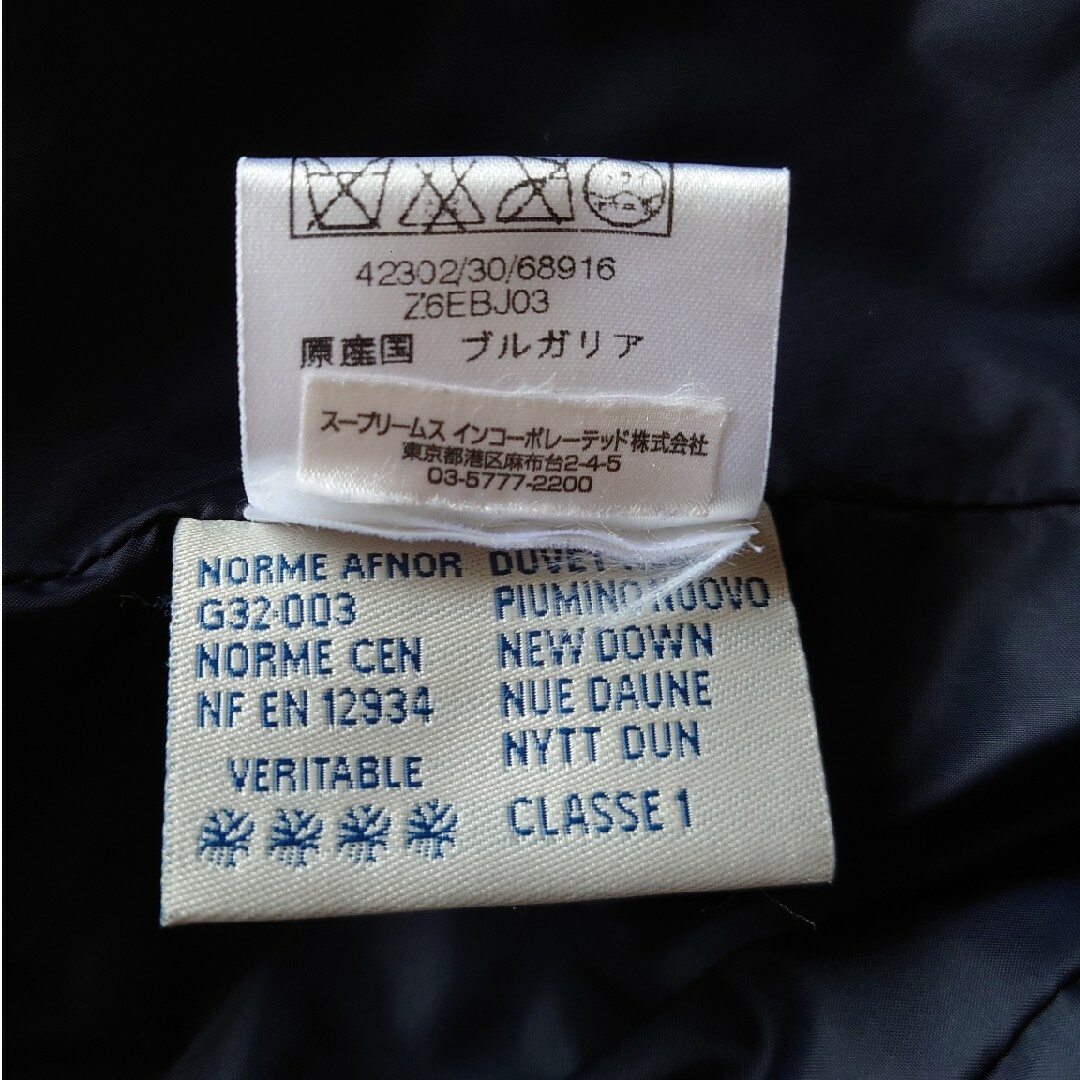 42302/30/68916
Z6EBJ03
原産国 ブルガリア
スープリームス インコーポレーテッド株式会社
東京都港区麻布台2-4-5
03-5777-2200
NORME AFNOR
G32-003
NORME CEN
NF EN 12934
VERITABLE
DUVET
PIUMINO NUOVO
NEW DOWN
NUE DAUNE
NYTT DUN
CLASSE 1